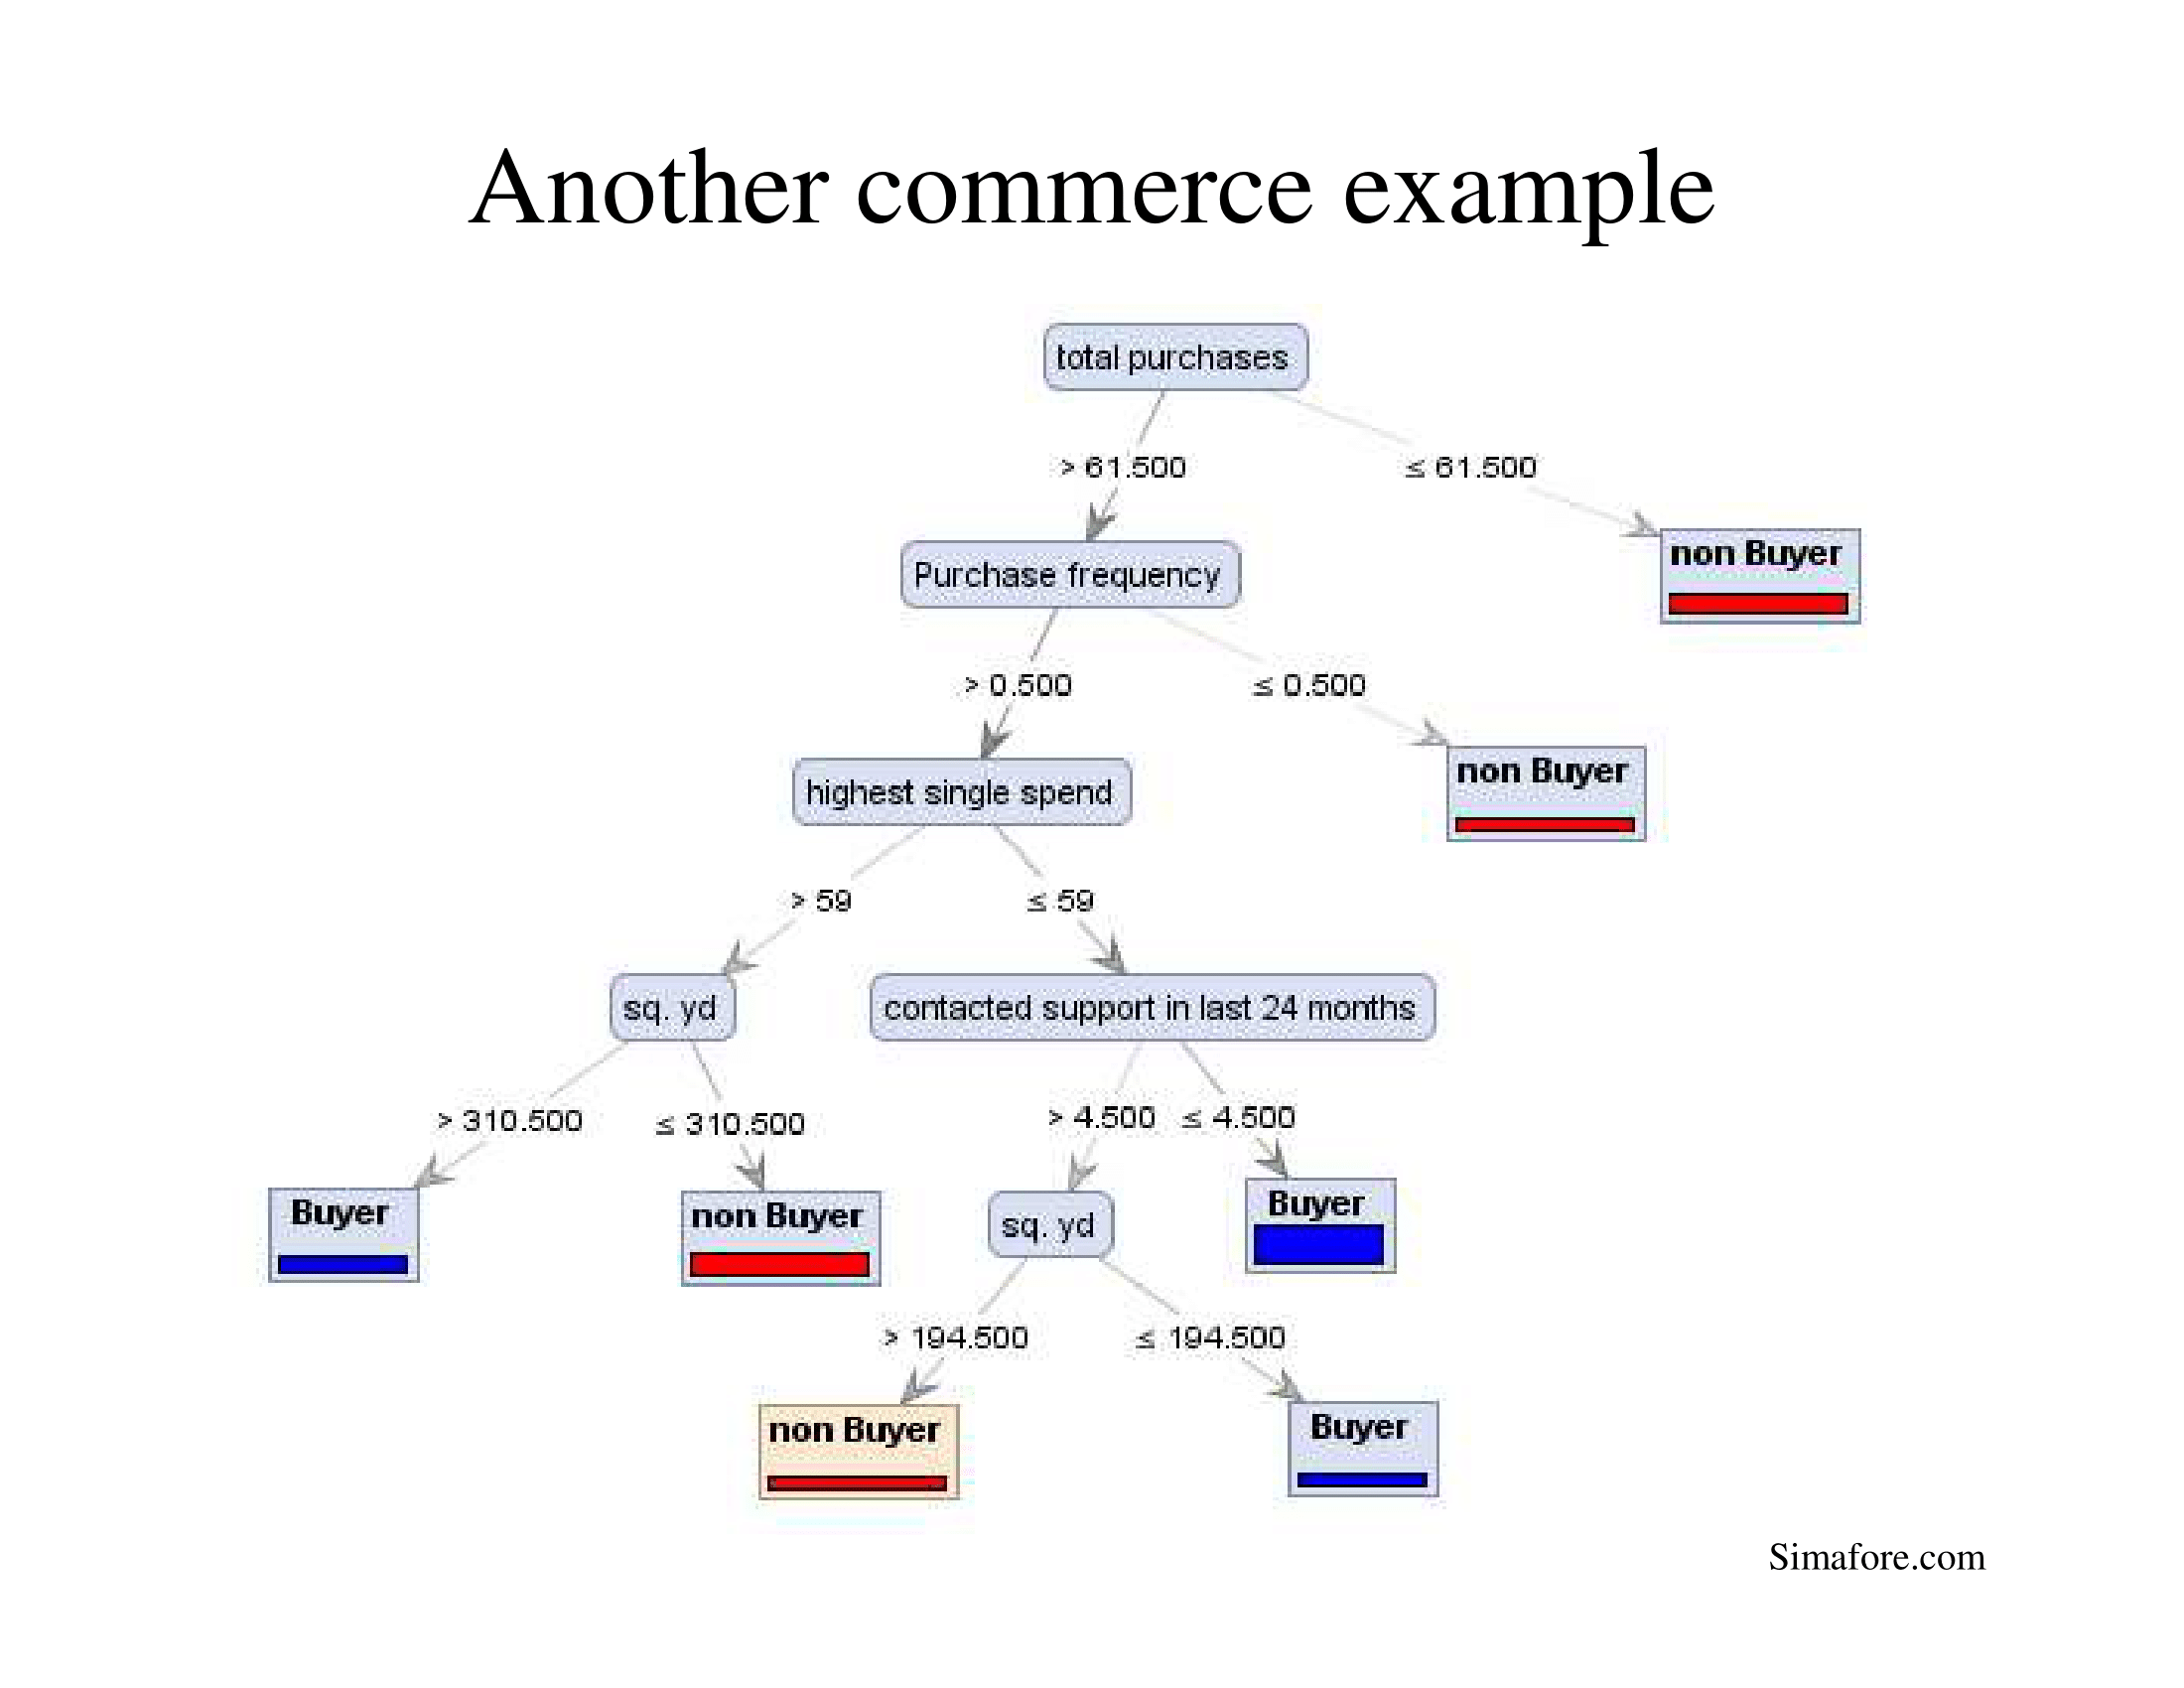 Another commerce example
total purchases
> 61.500
≤ 61.500
non Buyer
Purchase frequency
> 0.500
≤ 0.500
non Buyer
highest single spend
> 59
≤ 59
sq. yd
contacted support in last 24 months
> 310.500
≤ 310.500
> 4.500
≤ 4.500
Buyer
non Buyer
sq. yd
Buyer
> 194.500
≤ 194.500
non Buyer
Buyer
Simafore.com